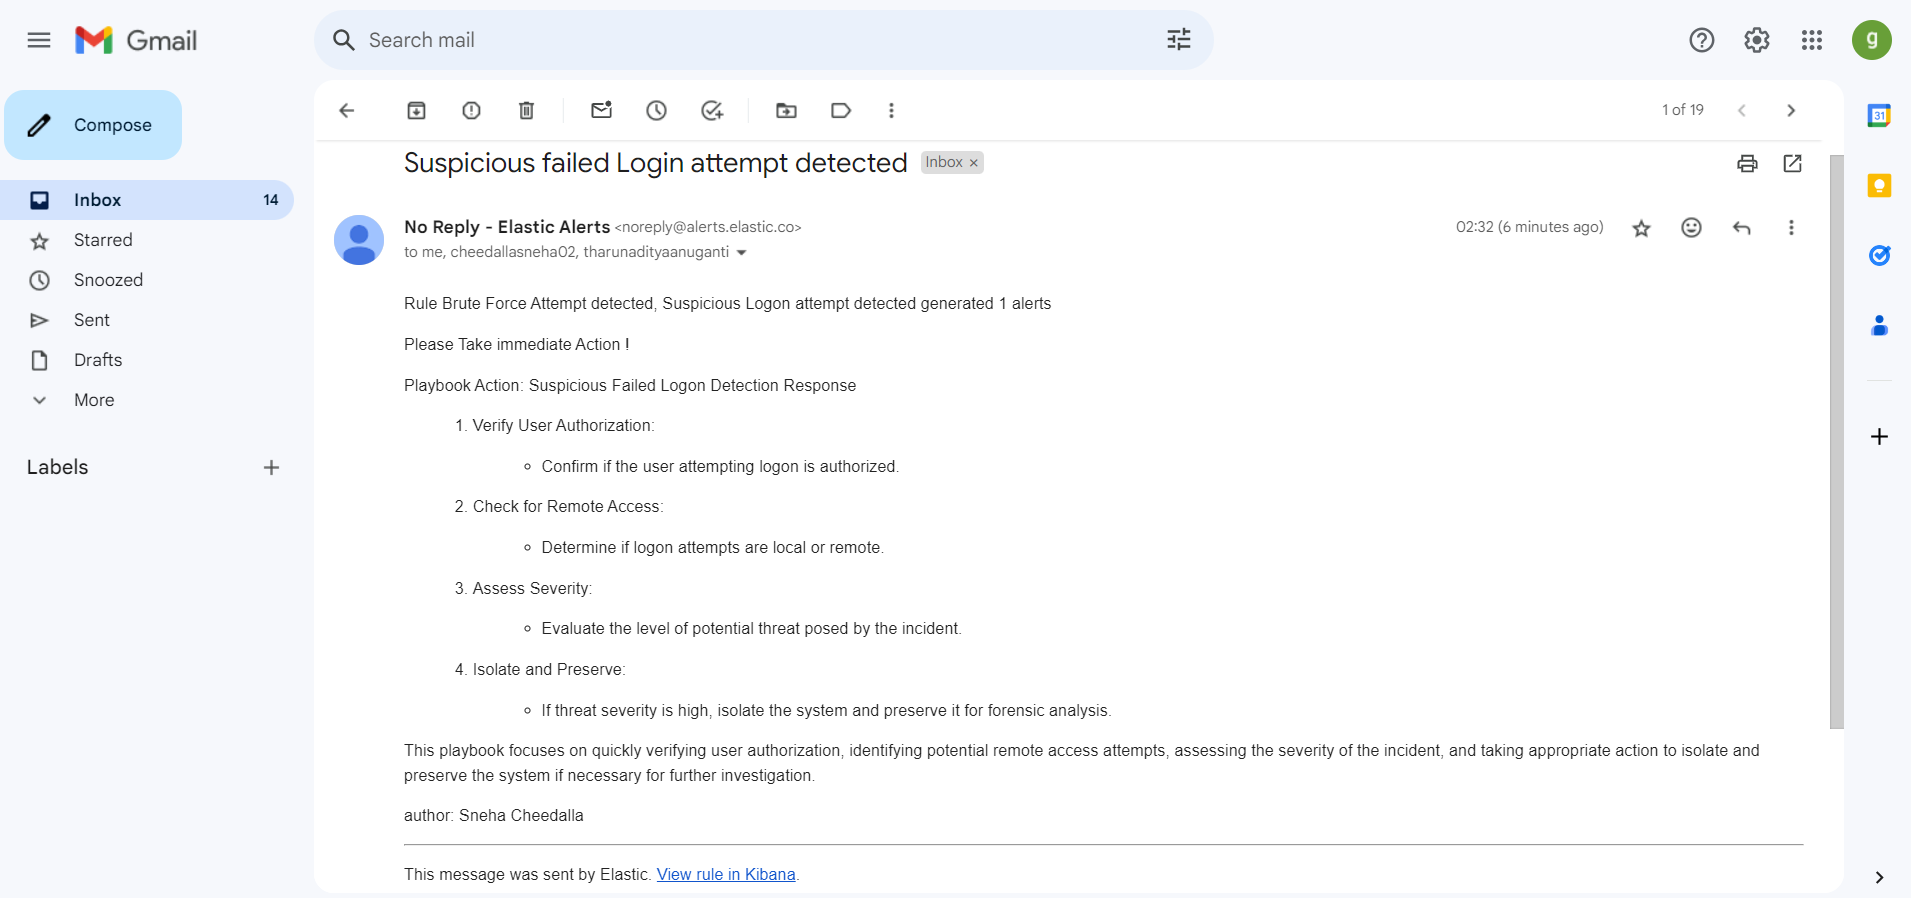 Gmail
Search mail
g
Compose
1 of 19
31
Suspicious failed Login attempt detected Inbox ×
Inbox 14
Starred
Snoozed
Sent
Drafts
More
Labels
No Reply - Elastic Alerts <noreply@alerts.elastic.co> 02:32 (6 minutes ago)
to me, cheedallasneha02, tharunadityaanuganti
Rule Brute Force Attempt detected, Suspicious Logon attempt detected generated 1 alerts
Please Take immediate Action !
Playbook Action: Suspicious Failed Logon Detection Response
1. Verify User Authorization:
Confirm if the user attempting logon is authorized.
2. Check for Remote Access:
Determine if logon attempts are local or remote.
3. Assess Severity:
Evaluate the level of potential threat posed by the incident.
4. Isolate and Preserve:
If threat severity is high, isolate the system and preserve it for forensic analysis.
This playbook focuses on quickly verifying user authorization, identifying potential remote access attempts, assessing the severity of the incident, and taking appropriate action to isolate and
preserve the system if necessary for further investigation.
author: Sneha Cheedalla
This message was sent by Elastic. View rule in Kibana.